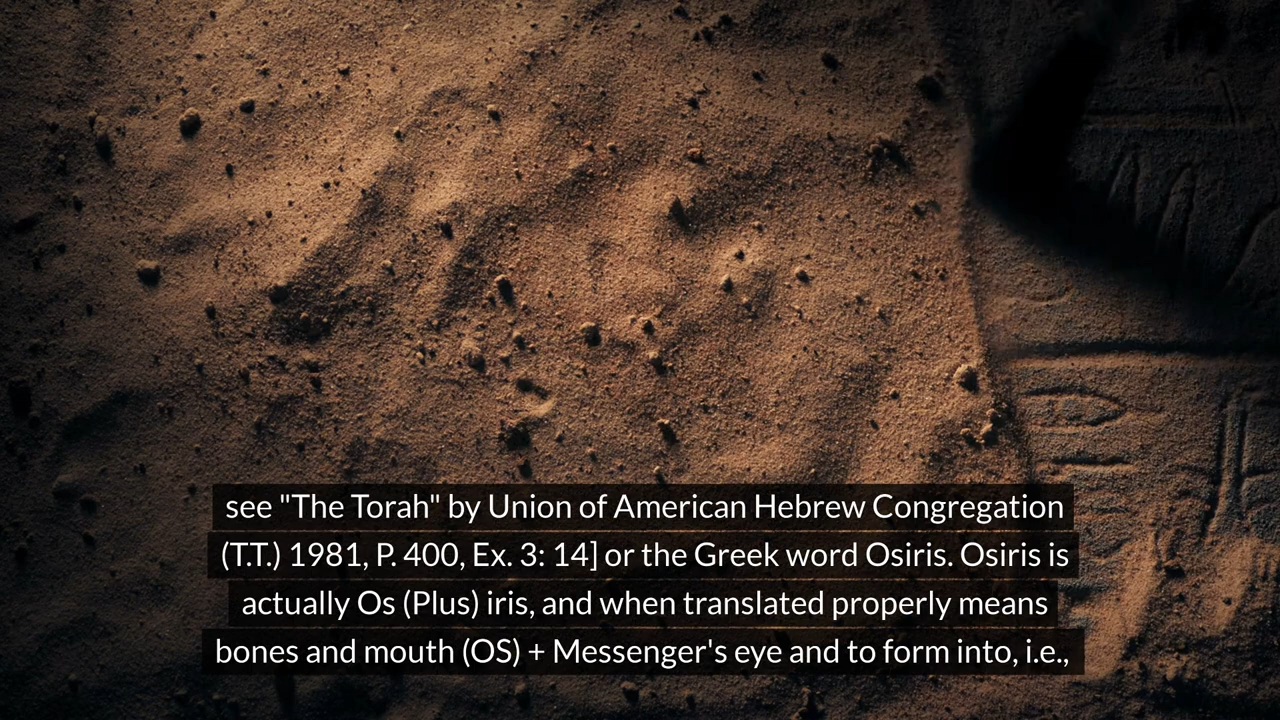 see "The Torah" by Union of American Hebrew Congregation
(T.T.) 1981, P. 400, Ex. 3: 14] or the Greek word Osiris. Osiris is
actually Os (Plus) iris, and when translated properly means
bones and mouth (OS) + Messenger's eye and to form into, i.e.,